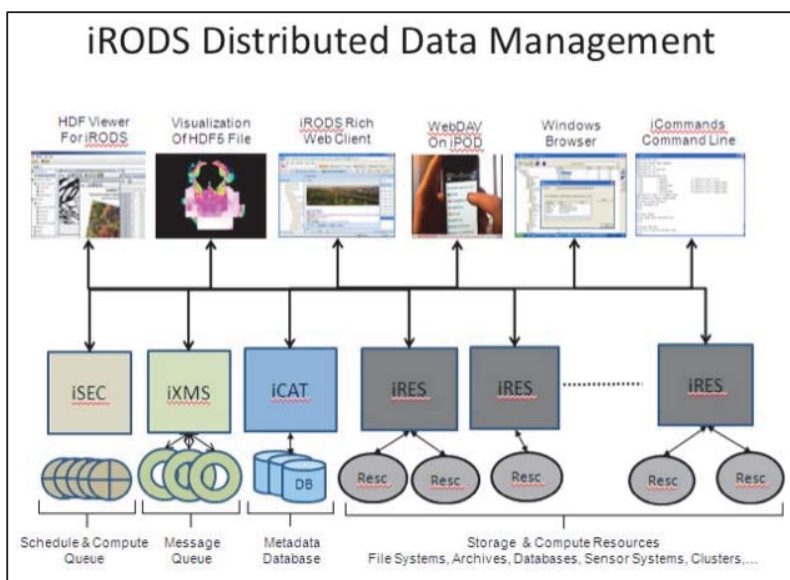 iRODS Distributed Data Management
HDF Viewer
For iRODS
Visualization
Of HDF5 File
iRODS Rich
Web Client
WebDAV
On iPOD
Windows
Browser
iCommands
Command Line
iSEC
iXMS
iCAT
iRES
iRES
iRES
DB
Resc
Resc
Resc
Resc
Resc
Schedule & Compute
Queue
Message
Queue
Metadata
Database
Storage & Compute Resources
File Systems, Archives, Databases, Sensor Systems, Clusters,...